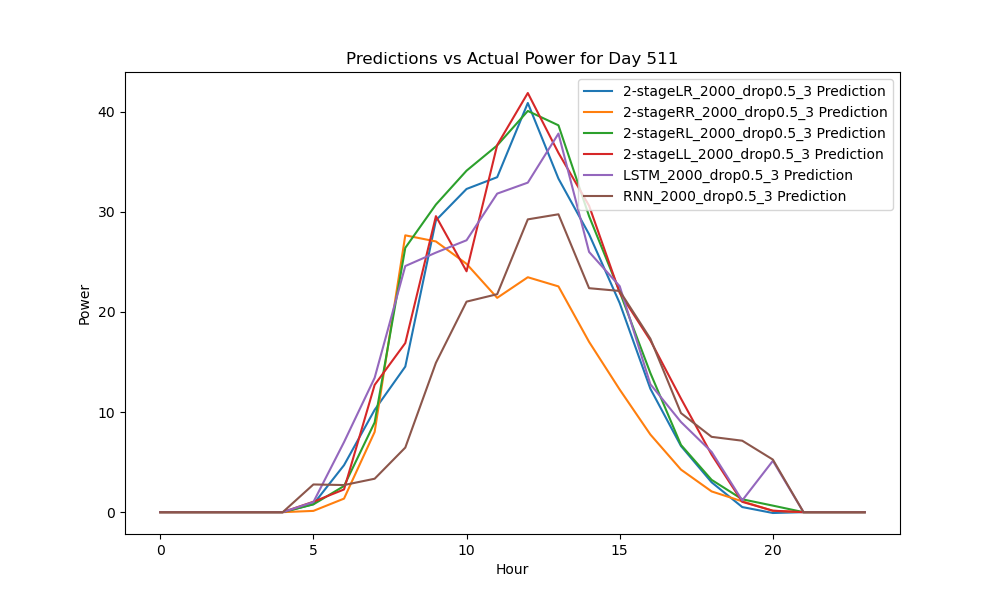 Predictions vs Actual Power for Day 511
2-stageLR_2000_drop0.5_3 Prediction
2-stageRR_2000_drop0.5_3 Prediction
2-stageRL_2000_drop0.5_3 Prediction
2-stageLL_2000_drop0.5_3 Prediction
LSTM_2000_drop0.5_3 Prediction
RNN_2000_drop0.5_3 Prediction
40
30
20
10
0
Power
0 5 10 15 20
Hour